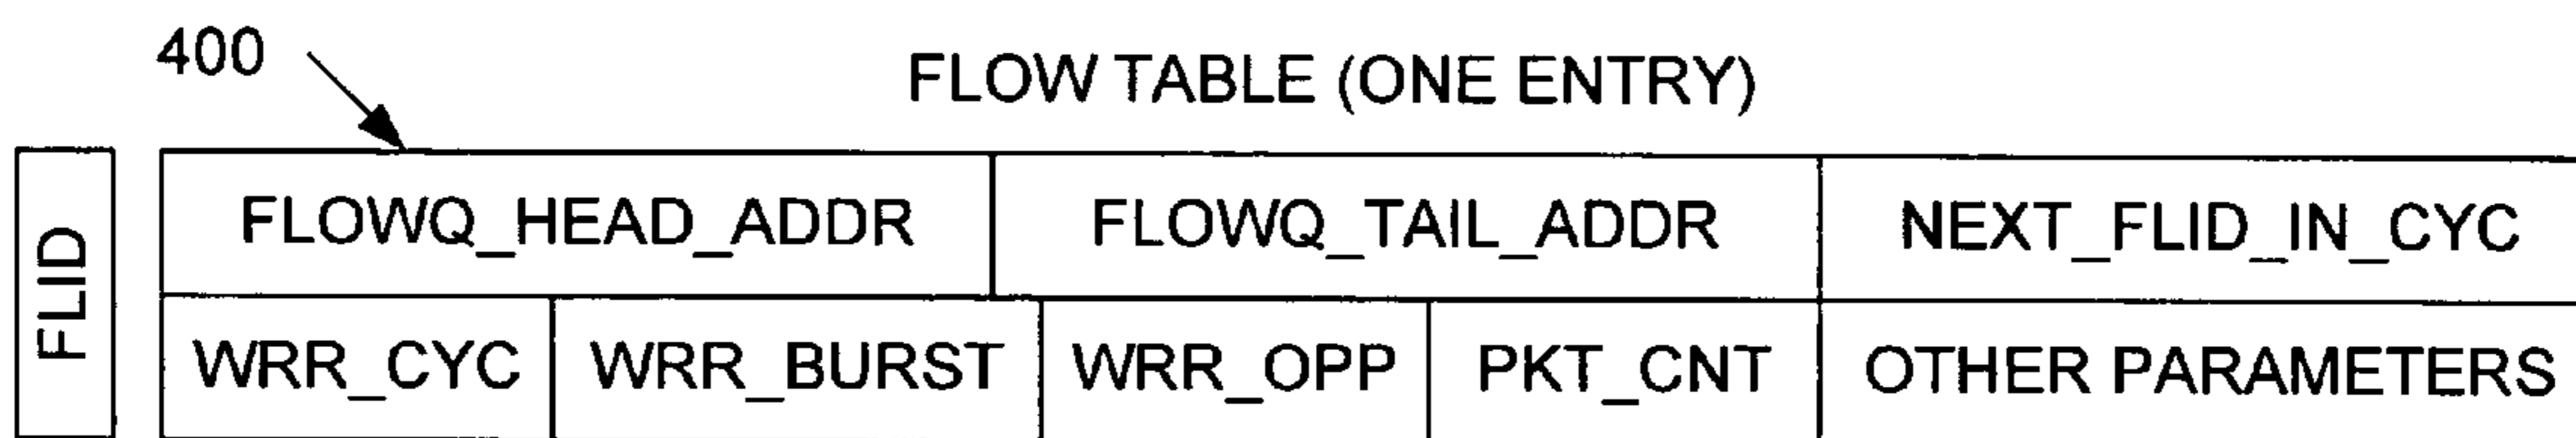 400
FLOW TABLE (ONE ENTRY)
FLID
FLOWQ_HEAD_ADDR FLOWQ_TAIL_ADDR NEXT_FLID_IN_CYC
WRR_CYC WRR_BURST WRR_OPP PKT_CNT OTHER PARAMETERS